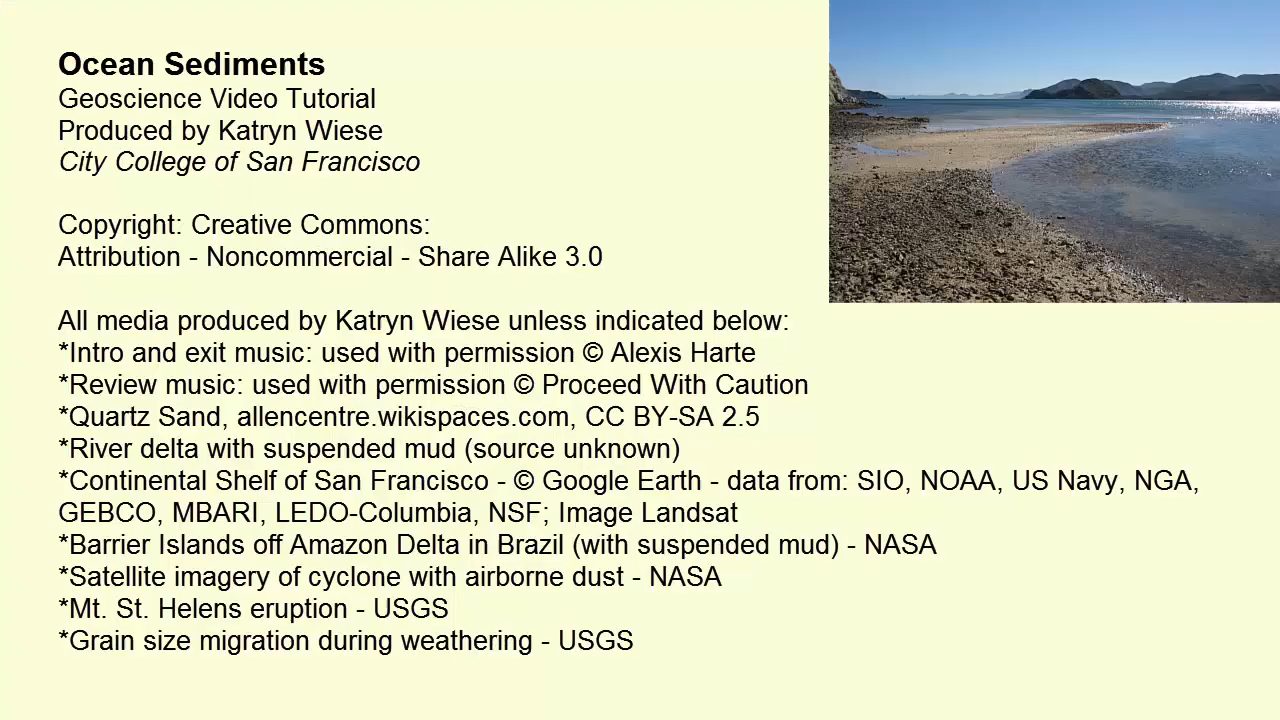 Ocean Sediments
Geoscience Video Tutorial
Produced by Katryn Wiese
City College of San Francisco
Copyright: Creative Commons:
Attribution - Noncommercial - Share Alike 3.0
All media produced by Katryn Wiese unless indicated below:
*Intro and exit music: used with permission © Alexis Harte
*Review music: used with permission © Proceed With Caution
*Quartz Sand, allencentre.wikispaces.com, CC BY-SA 2.5
*River delta with suspended mud (source unknown)
*Continental Shelf of San Francisco - © Google Earth - data from: SIO, NOAA, US Navy, NGA,
GEBCO, MBARI, LEDO-Columbia, NSF; Image Landsat
*Barrier Islands off Amazon Delta in Brazil (with suspended mud) - NASA
*Satellite imagery of cyclone with airborne dust - NASA
*Mt. St. Helens eruption - USGS
*Grain size migration during weathering - USGS